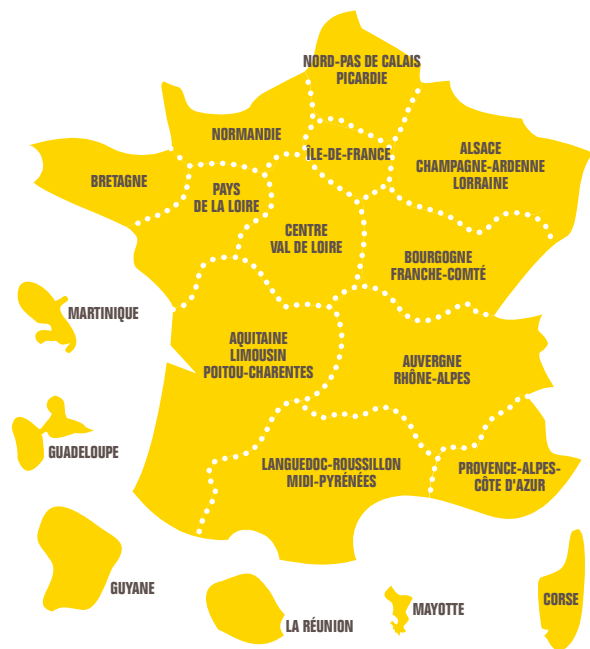 NORD-PAS DE CALAIS
PICARDIE
NORMANDIE
ÎLE-DE-FRANCE
ALSACE
CHAMPAGNE-ARDENNE
LORRAINE
BRETAGNE
PAYS
DE LA LOIRE
CENTRE
VAL DE LOIRE
BOURGOGNE
FRANCHE-COMTÉ
MARTINIQUE
AQUITAINE
LIMOUSIN
POITOU-CHARENTES
AUVERGNE
RHÔNE-ALPES
GUADELOUPE
LANGUEDOC-ROUSSILLON
MIDI-PYRÉNÉES
PROVENCE-ALPES-
CÔTE D'AZUR
GUYANE
LA RÉUNION
MAYOTTE
CORSE